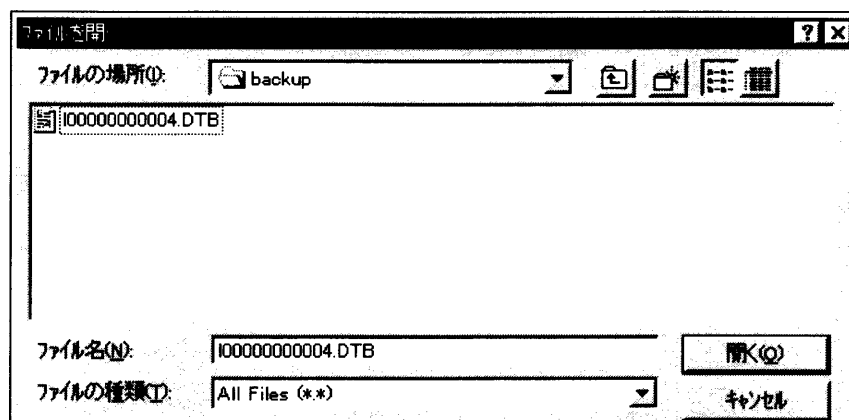 ファイルを開
ファイルの場所(I):
backup
I00000000004.DTB
ファイル名(N):
I00000000004.DTB
開く(O)
ファイルの種類(T):
All Files (*.*)
キャンセル